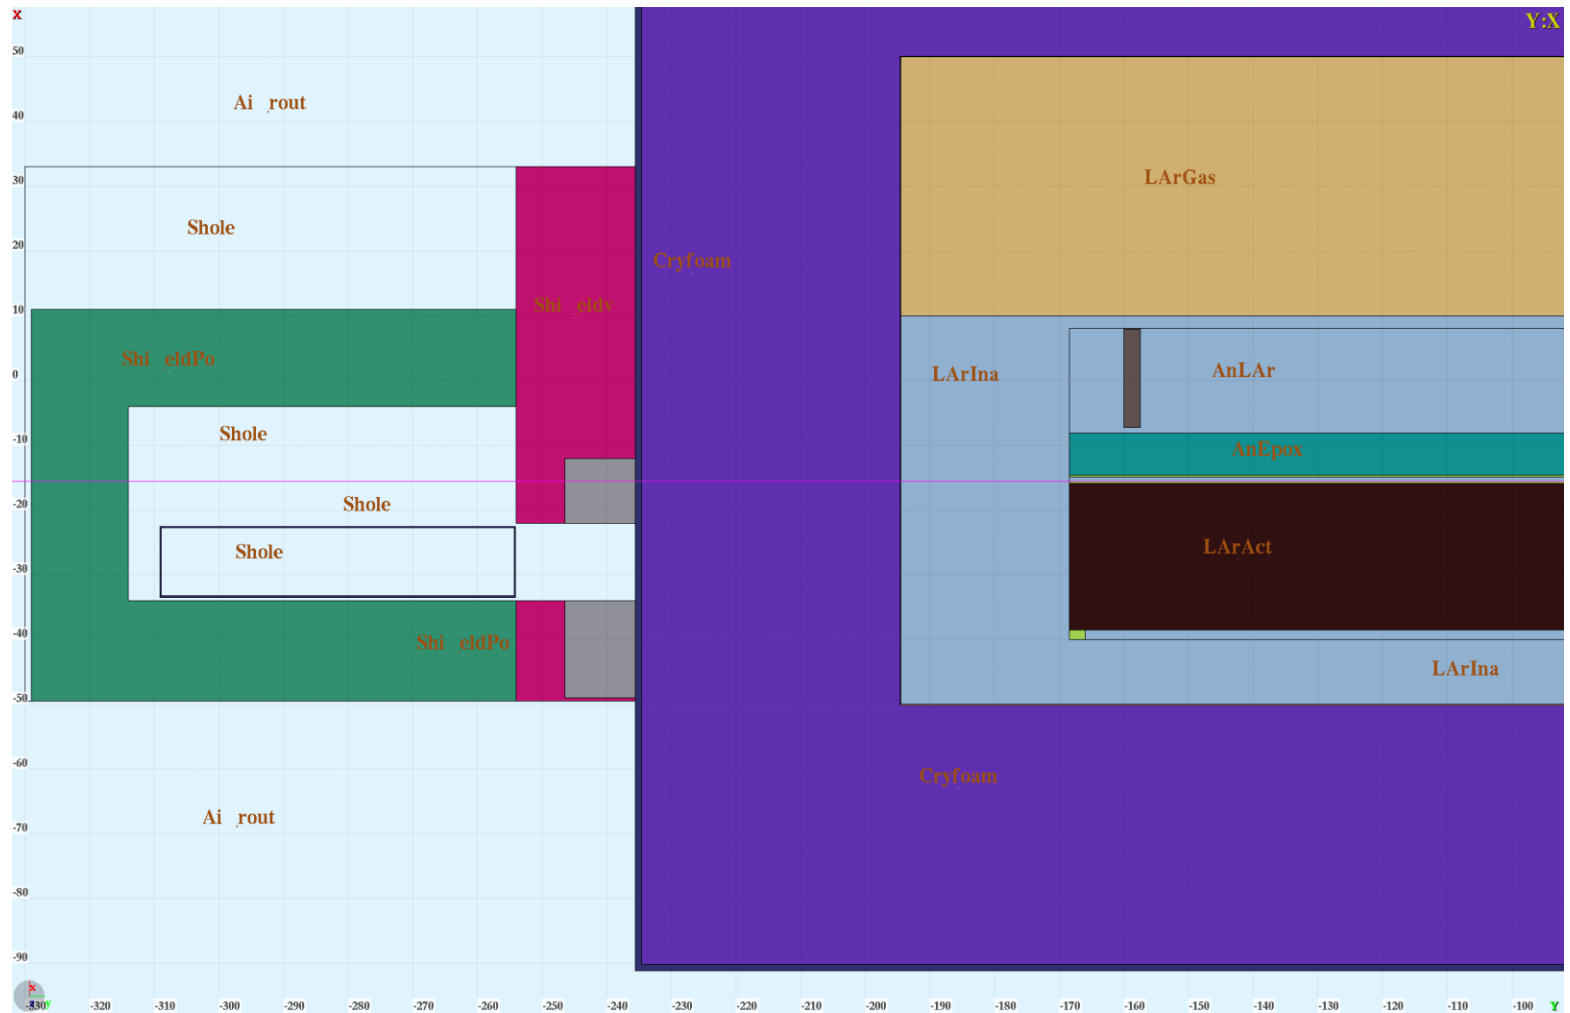 X
Y:X
50
Ai rout
40
30
LArGas
Shole
20
Cryfoam
10
Shi eldv
Shi eldPo
0
LArIna
AnLAr
Shole
-10
AnEpox
-20
Shole
Shole
LArAct
-30
-40
Shi eldPo
LArIna
-50
-60
Cryfoam
Ai rout
-70
-80
-90
x
z
y
-330 -320 -310 -300 -290 -280 -270 -260 -250 -240 -230 -220 -210 -200 -190 -180 -170 -160 -150 -140 -130 -120 -110 -100 Y